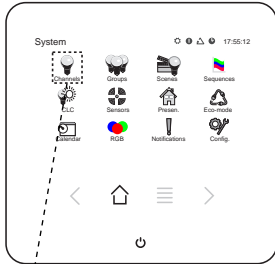 System 17:55:12
Channels Groups Scenes Sequences
CLC Sensors Presen. Eco-mode
Calendar RGB Notifications Config.